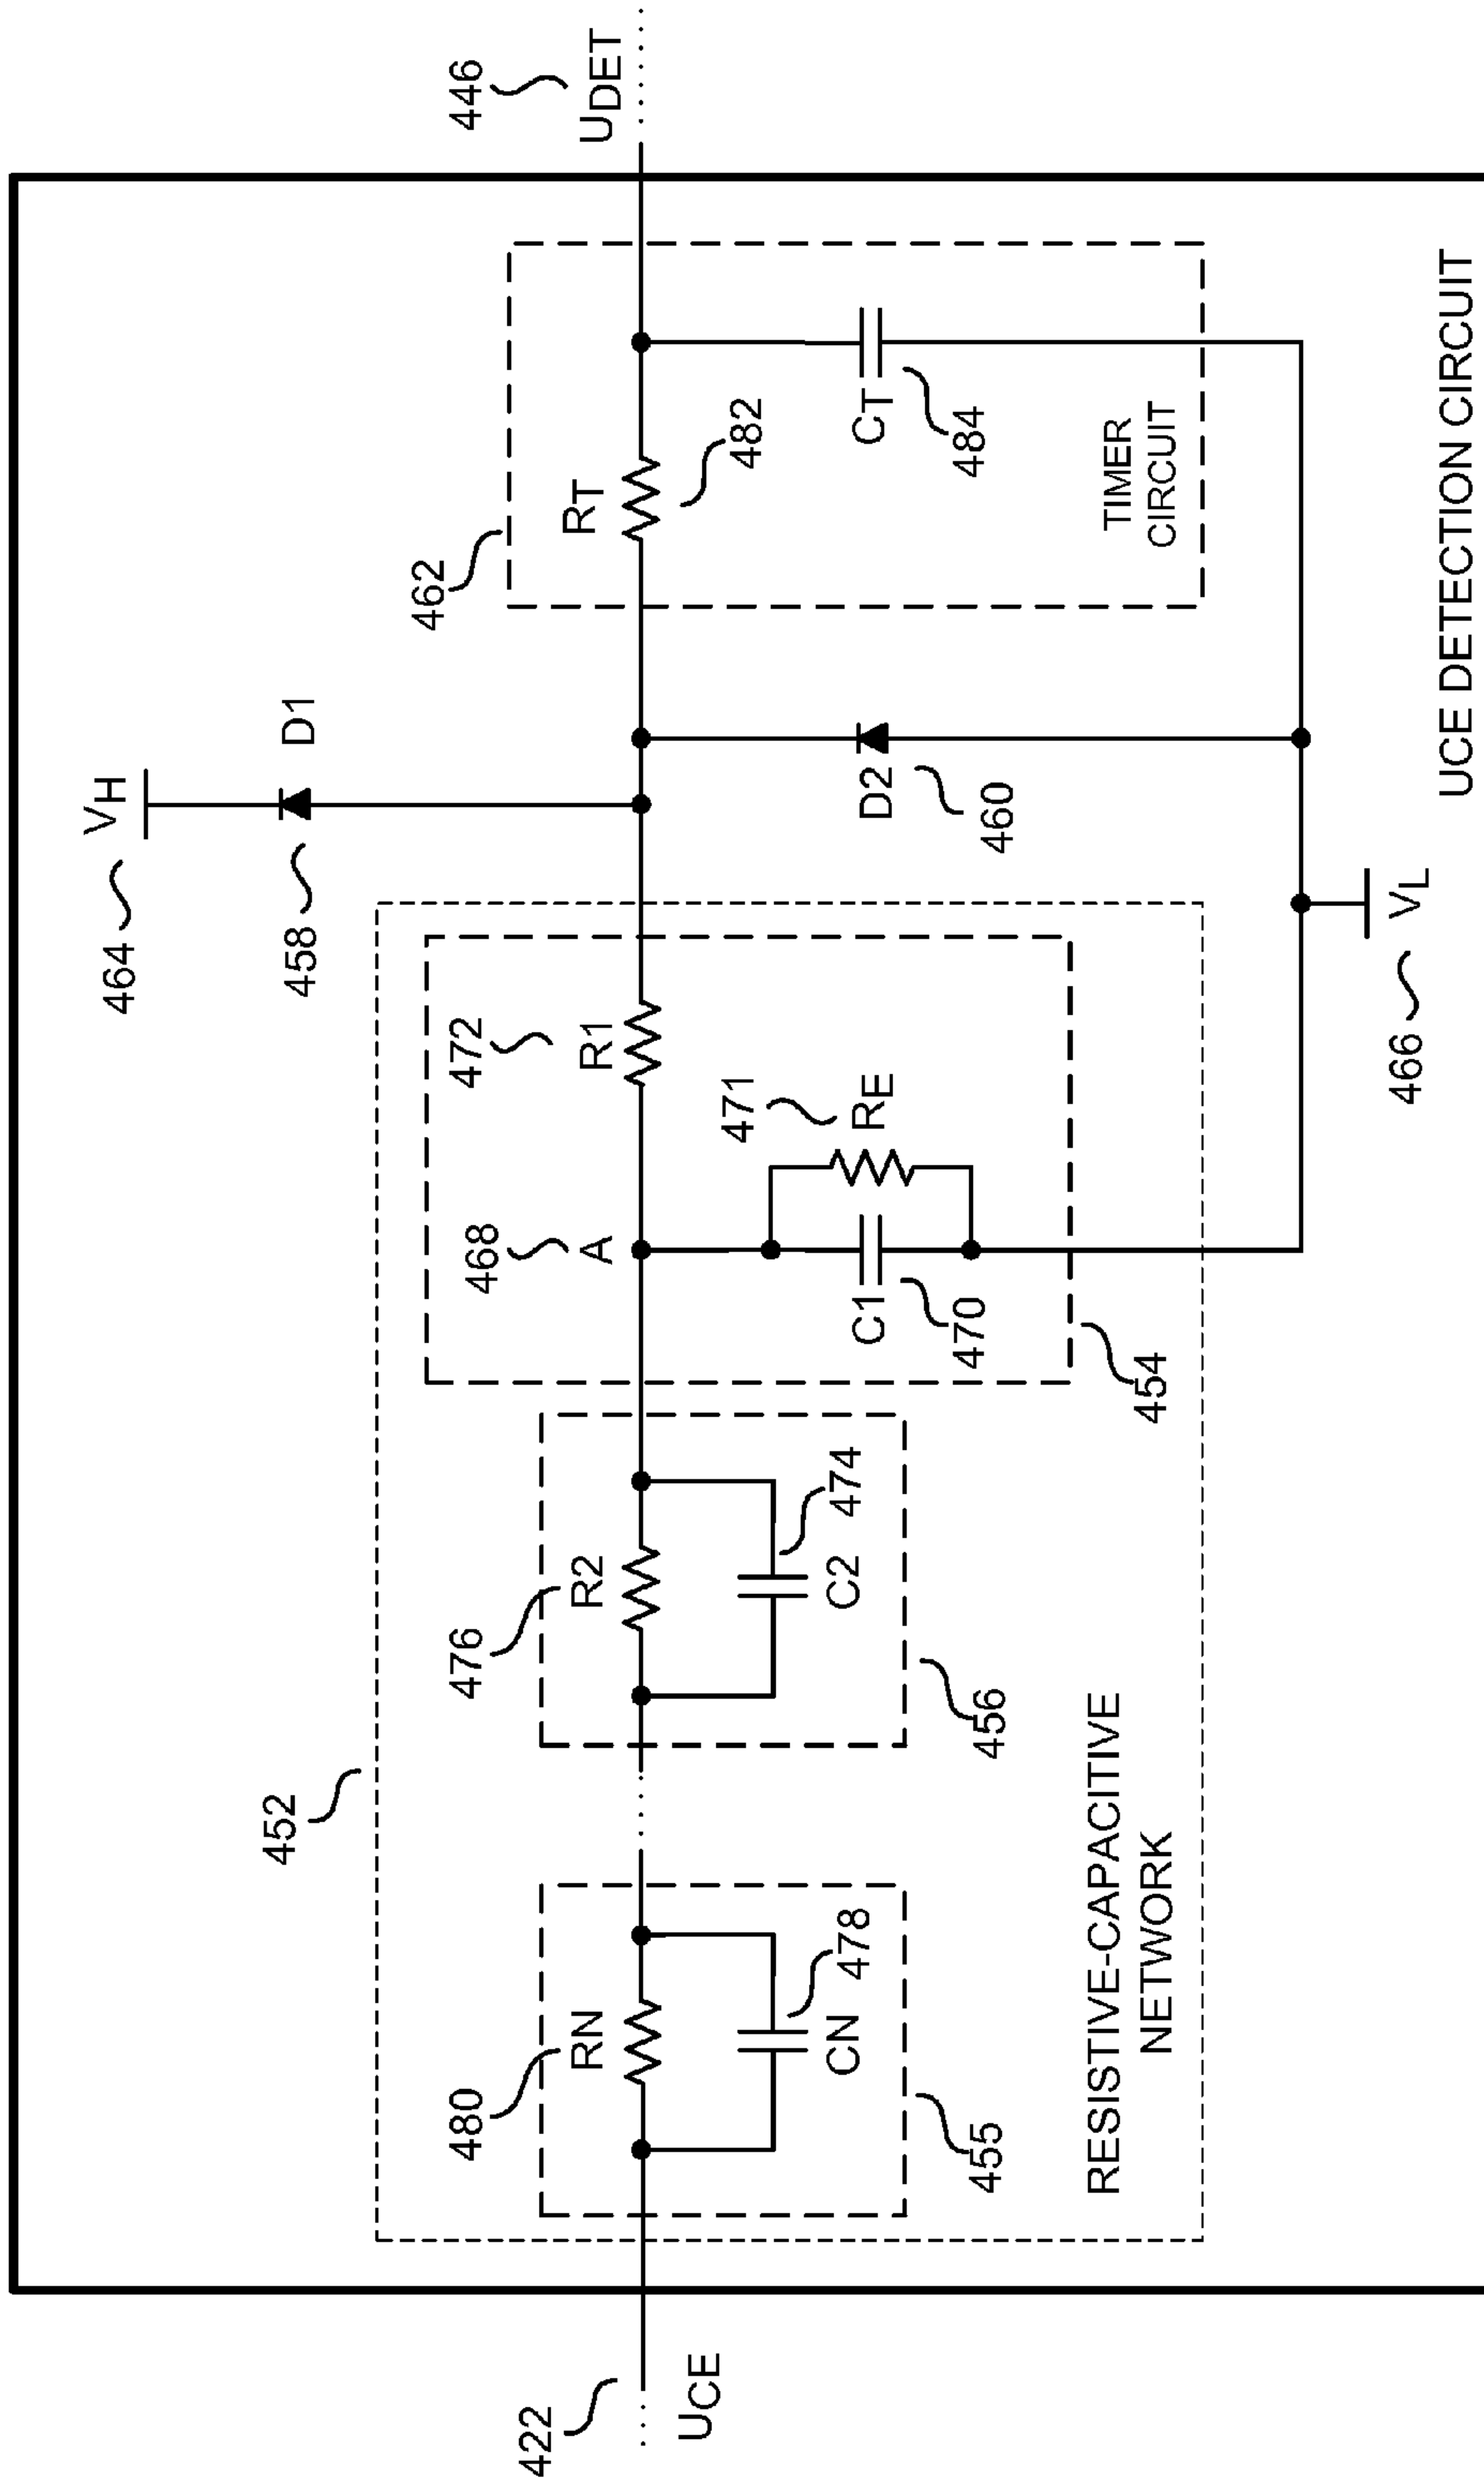 464
VH
458
D1
452
462
446
472
R1
RT
UDET
480
RN
476
R2
468
A
482
471
RE
422
UCE
478
CN
474
C2
C1
470
D2
460
CT
484
455
456
454
TIMER
CIRCUIT
RESISTIVE-CAPACITIVE
NETWORK
466
VL
UCE DETECTION CIRCUIT